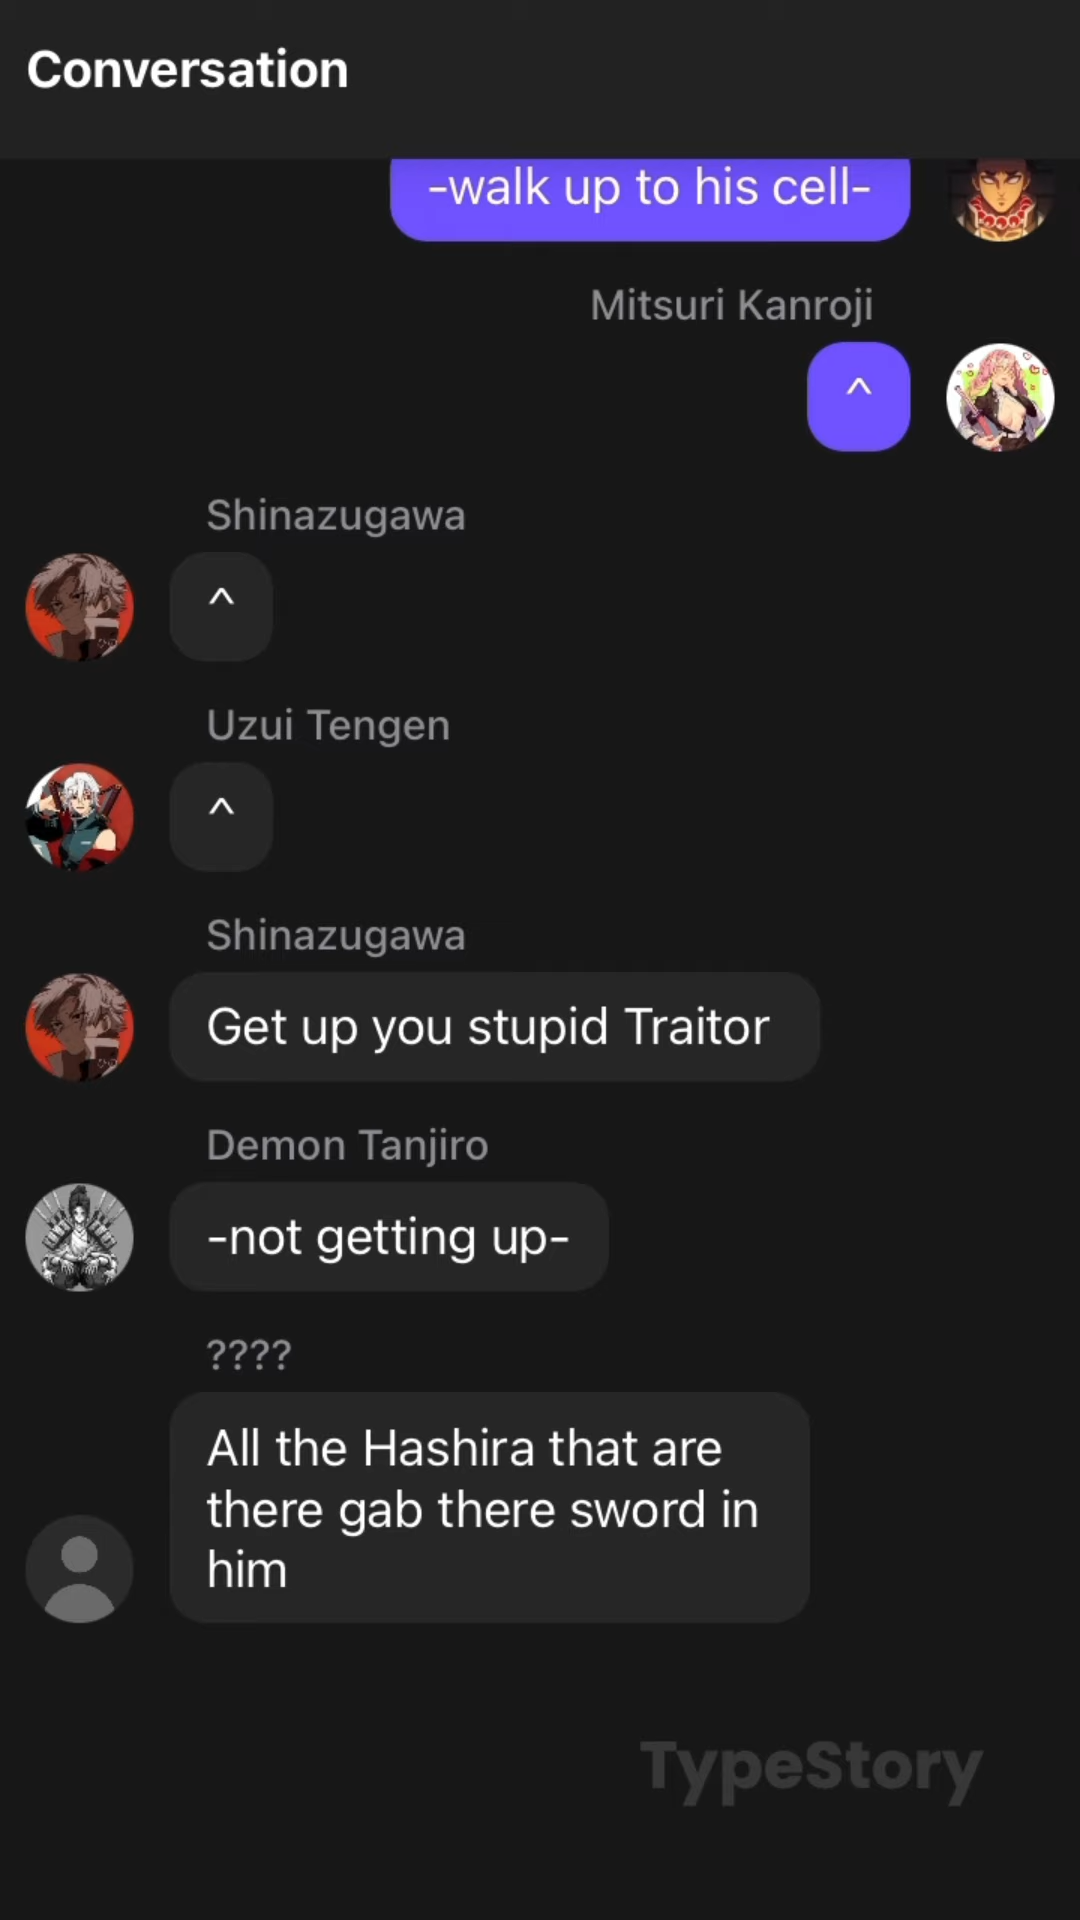 Conversation
-walk up to his cell-
Mitsuri Kanroji
^
Shinazugawa
^
Uzui Tengen
^
Shinazugawa
Get up you stupid Traitor
Demon Tanjiro
-not getting up-
????
All the Hashira that are
there gab there sword in
him
TypeStory